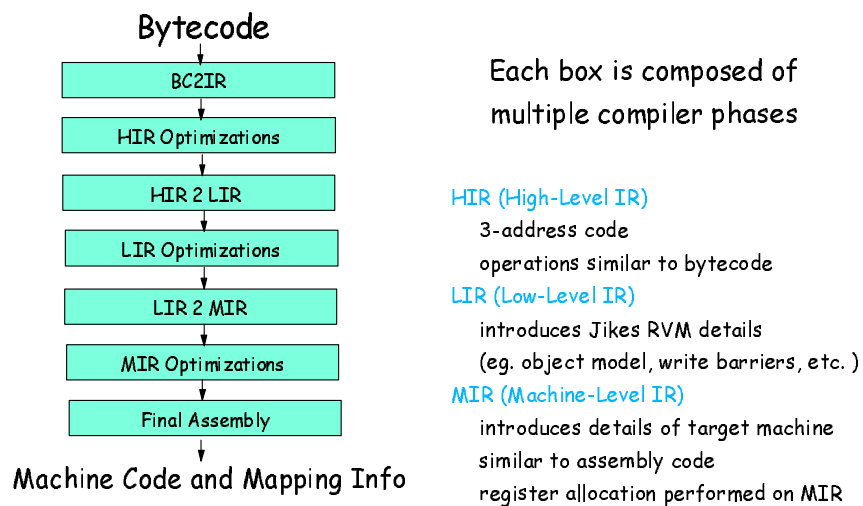 Bytecode
BC2IR
HIR Optimizations
HIR 2 LIR
LIR Optimizations
LIR 2 MIR
MIR Optimizations
Final Assembly
Machine Code and Mapping Info
Each box is composed of
multiple compiler phases
HIR (High-Level IR)
3-address code
operations similar to bytecode
LIR (Low-Level IR)
introduces Jikes RVM details
(eg. object model, write barriers, etc. )
MIR (Machine-Level IR)
introduces details of target machine
similar to assembly code
register allocation performed on MIR